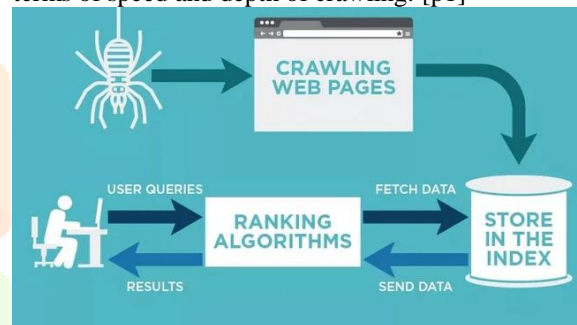 terms of speed and depth of crawling. [p1]
CRAWLING
WEB PAGES
USER QUERIES
FETCH DATA
RANKING
ALGORITHMS
STORE
IN THE
INDEX
RESULTS
SEND DATA